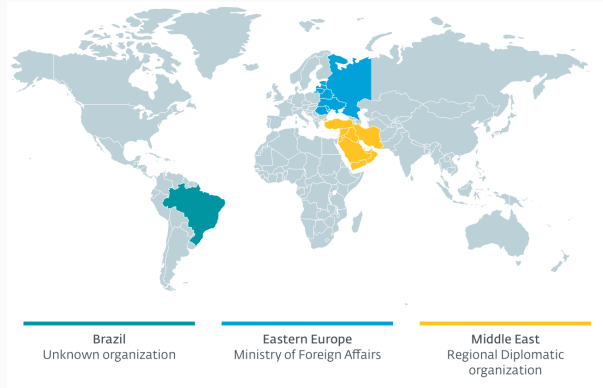 Brazil
Unknown organization
Eastern Europe
Ministry of Foreign Affairs
Middle East
Regional Diplomatic
organization